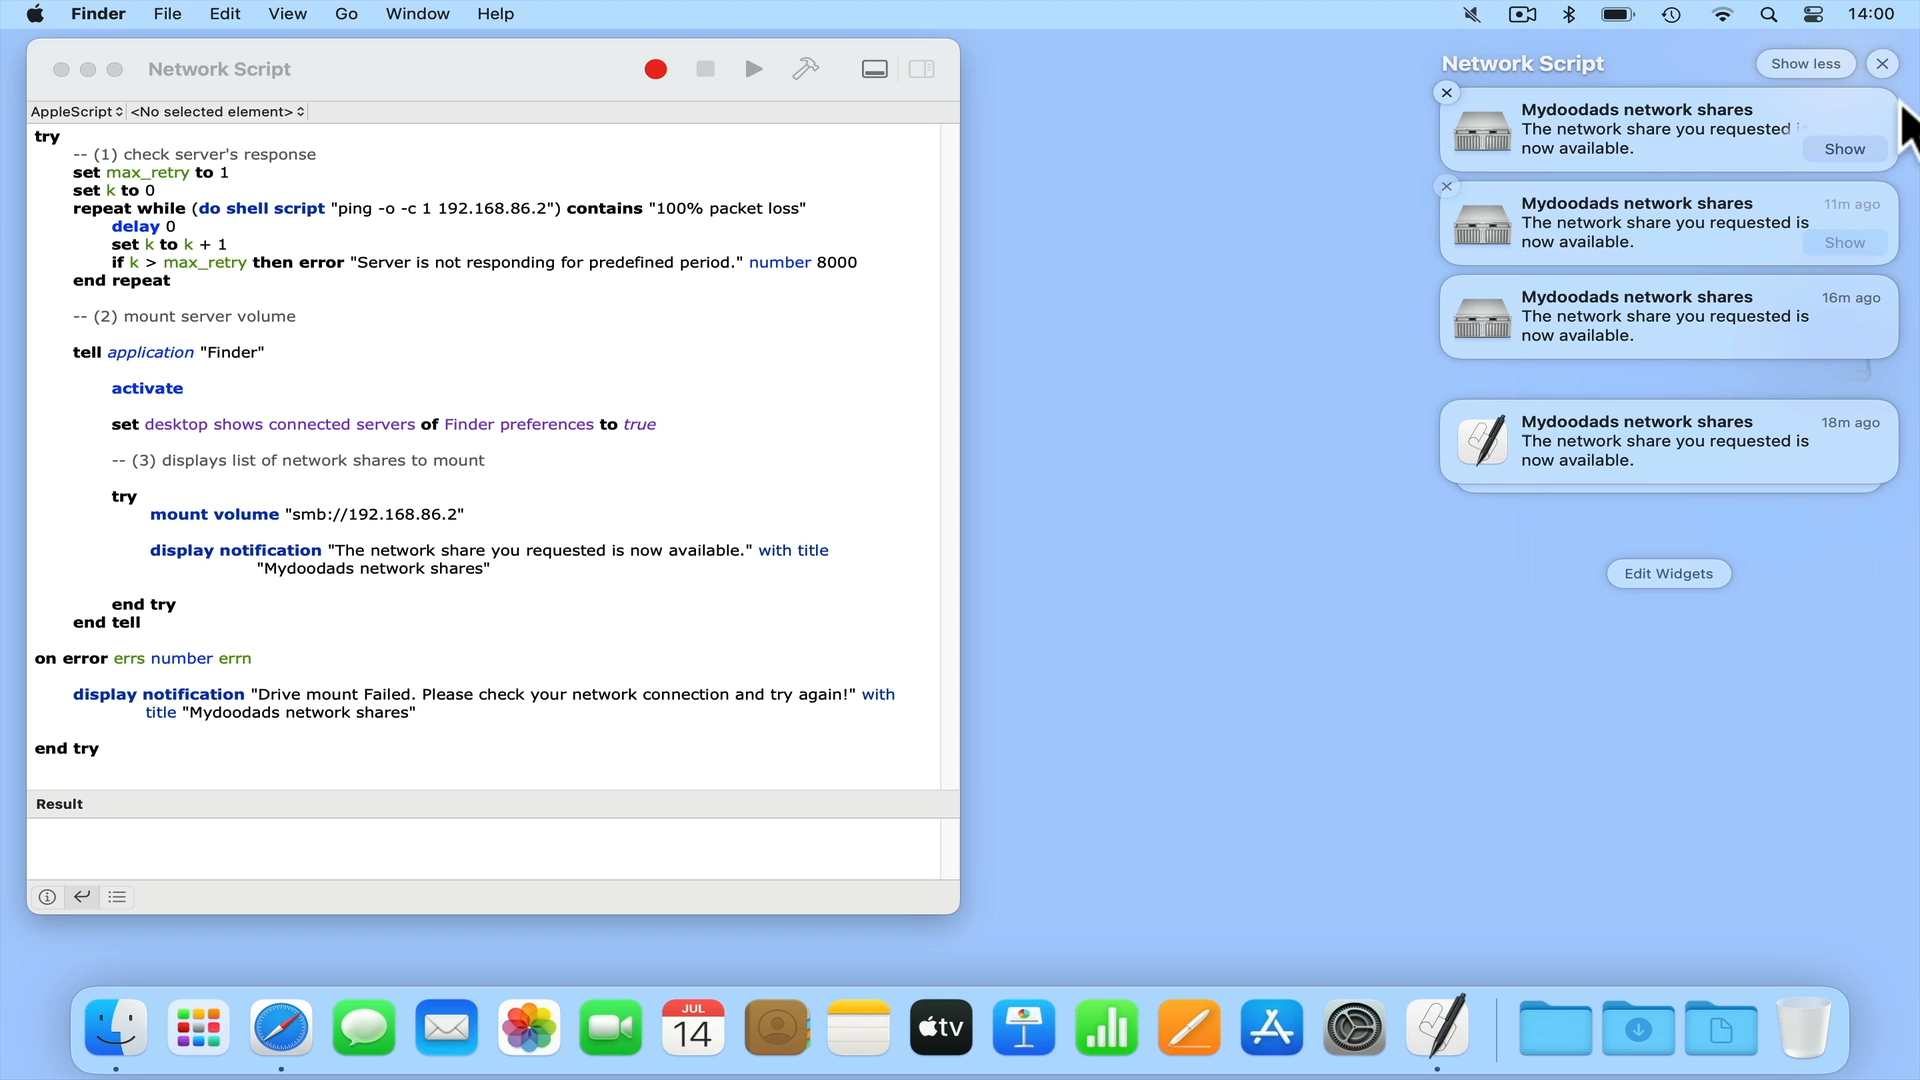 Finder File Edit View Go Window Help 14:00
Network Script
AppleScript <No selected element>
try
-- (1) check server's response
set max_retry to 1
set k to 0
repeat while (do shell script "ping -o -c 1 192.168.86.2") contains "100% packet loss"
delay 0
set k to k + 1
if k > max_retry then error "Server is not responding for predefined period." number 8000
end repeat
-- (2) mount server volume
tell application "Finder"
activate
set desktop shows connected servers of Finder preferences to true
-- (3) displays list of network shares to mount
try
mount volume "smb://192.168.86.2"
display notification "The network share you requested is now available." with title
"Mydoodads network shares"
end try
end tell
on error errs number errn
display notification "Drive mount Failed. Please check your network connection and try again!" with
title "Mydoodads network shares"
end try
Result
Network Script Show less
Mydoodads network shares
The network share you requested is
now available. Show
Mydoodads network shares 11m ago
The network share you requested is
now available. Show
Mydoodads network shares 16m ago
The network share you requested is
now available.
Mydoodads network shares 18m ago
The network share you requested is
now available.
Edit Widgets
JUL
14
tv